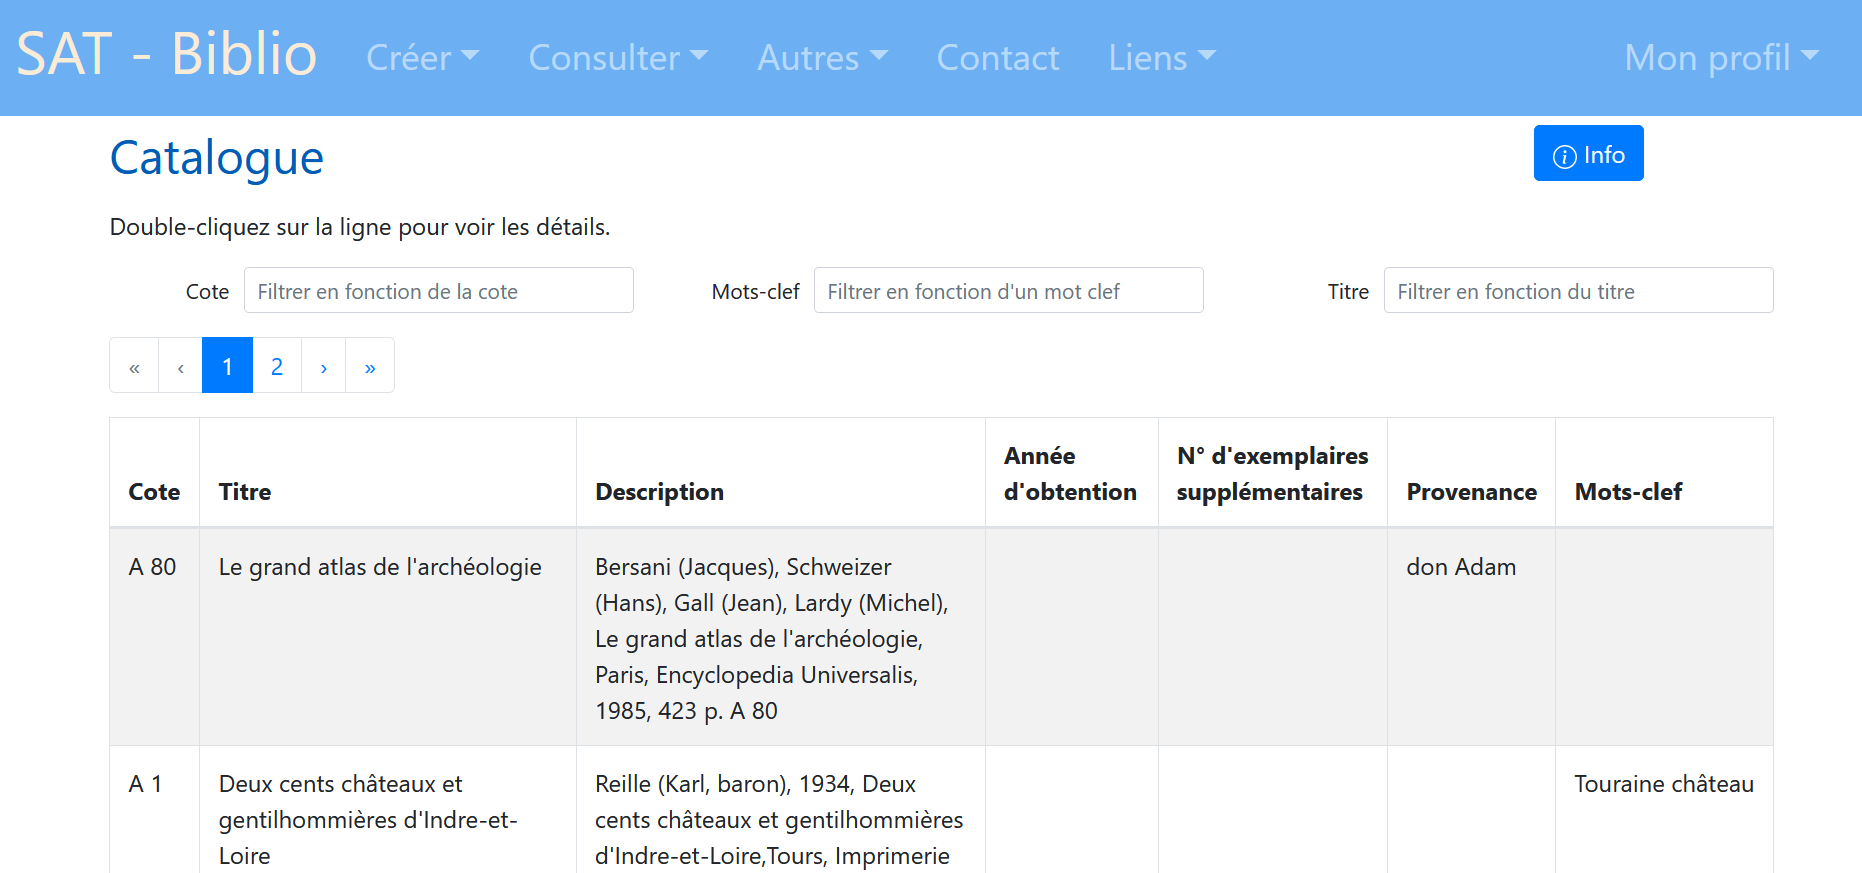 SAT - Biblio Créer Consulter Autres Contact Liens Mon profil
Catalogue
Info
Double-cliquez sur la ligne pour voir les détails.
Cote Filtrer en fonction de la cote Mots-clef Filtrer en fonction d'un mot clef Titre Filtrer en fonction du titre
« ‹ 1 2 › »
Cote Titre Description Année d'obtention N° d'exemplaires supplémentaires Provenance Mots-clef
A 80
Le grand atlas de l'archéologie
Bersani (Jacques), Schweizer
(Hans), Gall (Jean), Lardy (Michel),
Le grand atlas de l'archéologie,
Paris, Encyclopedia Universalis,
1985, 423 p. A 80
don Adam
A 1
Deux cents châteaux et
gentilhommières d'Indre-et-
Loire
Reille (Karl, baron), 1934, Deux
cents châteaux et gentilhommières
d'Indre-et-Loire,Tours, Imprimerie
Touraine château